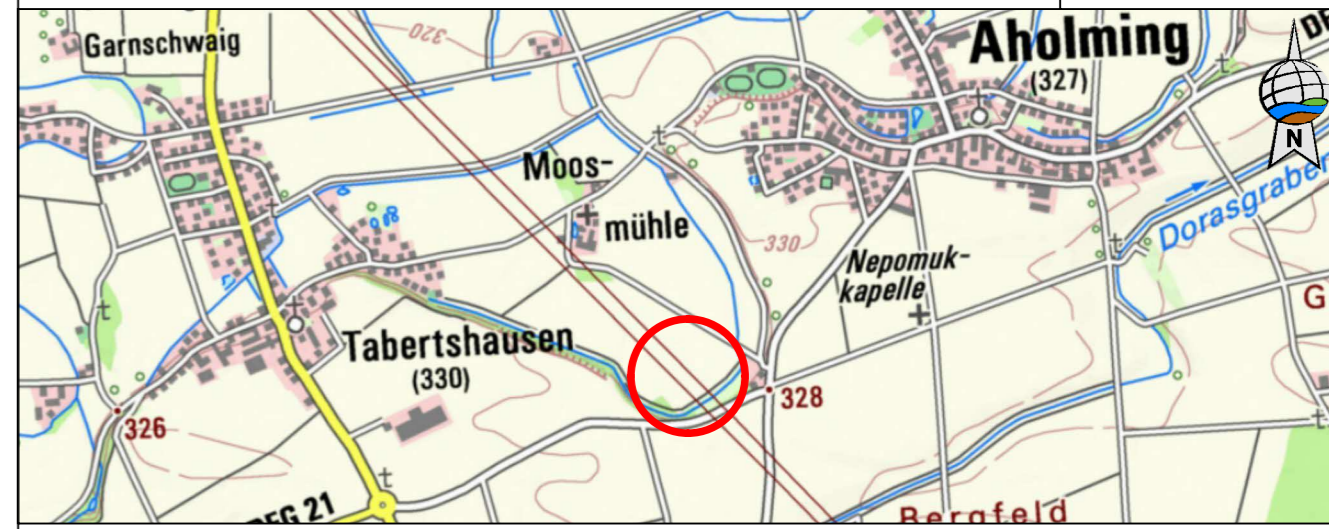 Garnschwaig
320
Aholming
(327)
N
Moos-
mühle
330
Nepomuk-
kapelle
Dorasgraben
G
Tabertshausen
(330)
328
326
DEG 21
Bergfeld